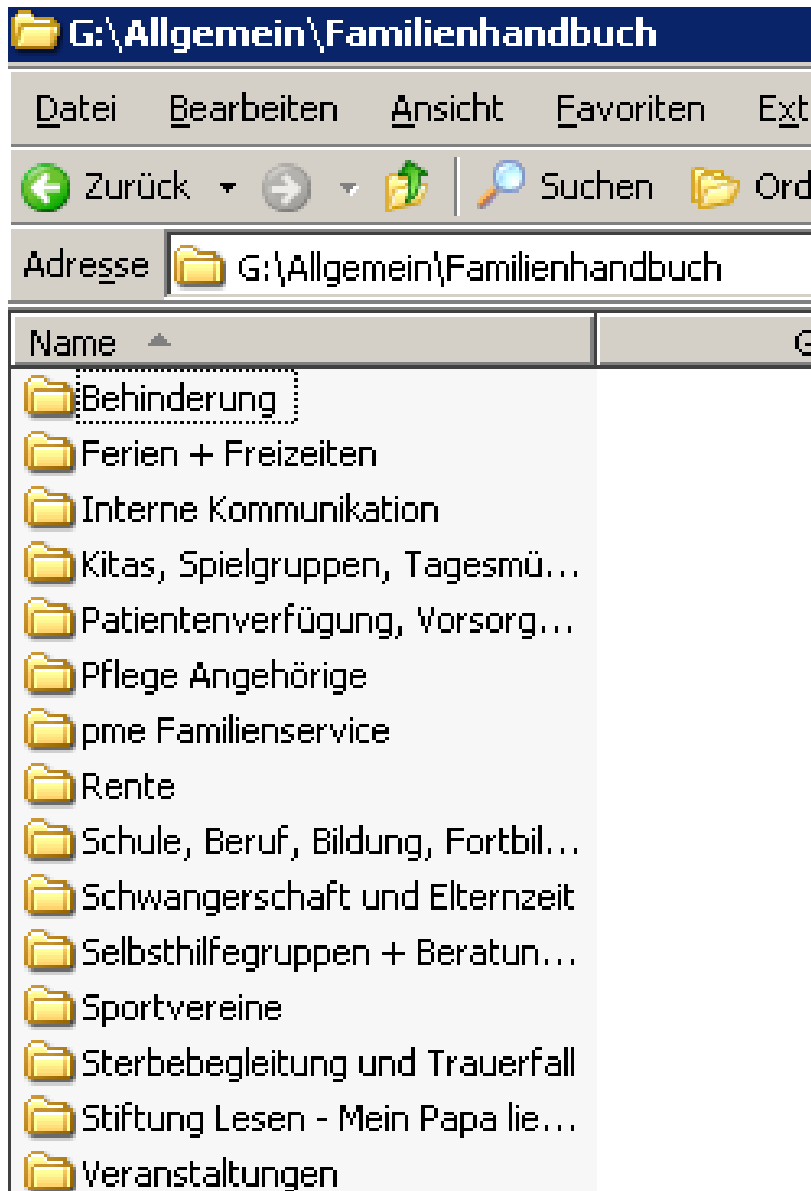 G:\Allgemein\Familienhandbuch
Datei Bearbeiten Ansicht Favoriten Ext
Zurück Suchen Ord
Adresse G:\Allgemein\Familienhandbuch
Name G
Behinderung
Ferien + Freizeiten
Interne Kommunikation
Kitas, Spielgruppen, Tagesmü...
Patientenverfügung, Vorsorg...
Pflege Angehörige
pme Familienservice
Rente
Schule, Beruf, Bildung, Fortbil...
Schwangerschaft und Elternzeit
Selbsthilfegruppen + Beratun...
Sportvereine
Sterbebegleitung und Trauerfall
Stiftung Lesen - Mein Papa lie...
Veranstaltungen